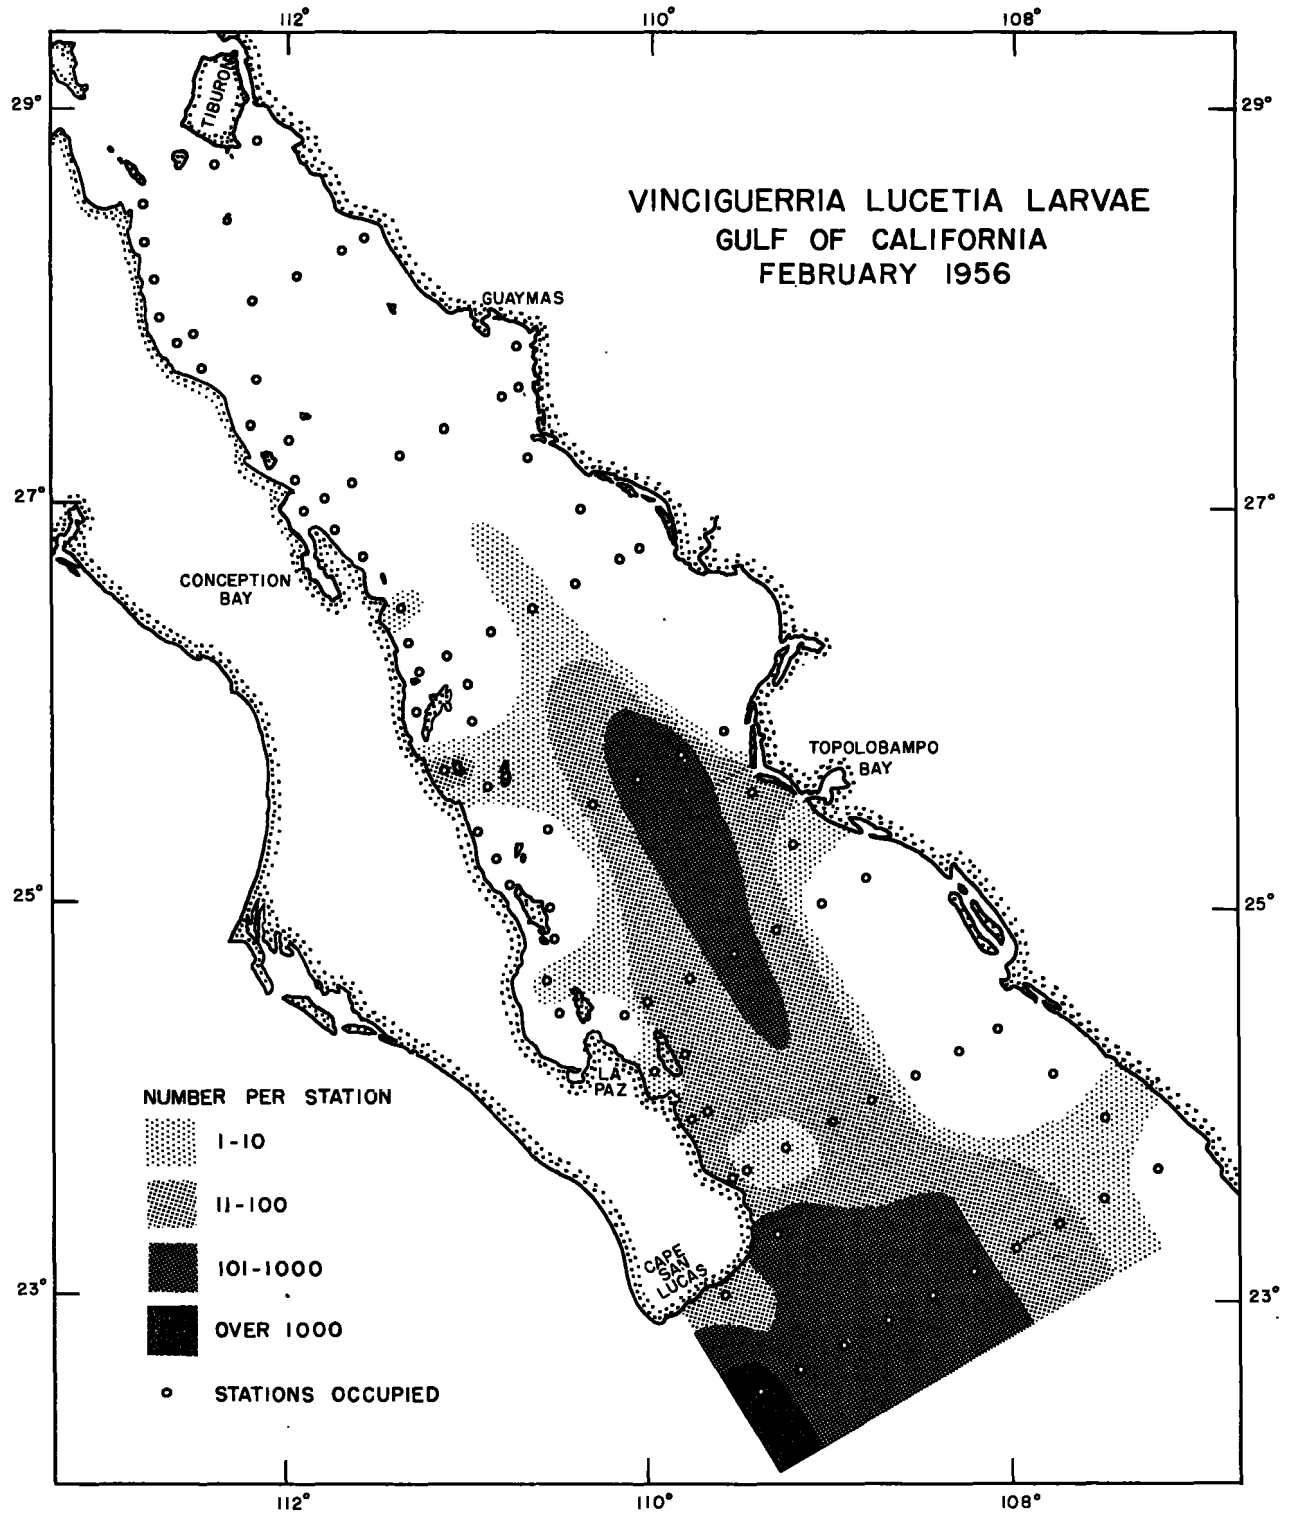 112° 110° 108°
29° 29°
TIBURON
VINCIGUERRIA LUCETIA LARVAE
GULF OF CALIFORNIA
FEBRUARY 1956
GUAYMAS
27° 27°
CONCEPTION
BAY
TOPOLOBAMPO
BAY
25° 25°
LA
PAZ
NUMBER PER STATION
1-10
11-100
101-1000
OVER 1000
STATIONS OCCUPIED
CAPE
SAN
LUCAS
23° 23°
112° 110° 108°